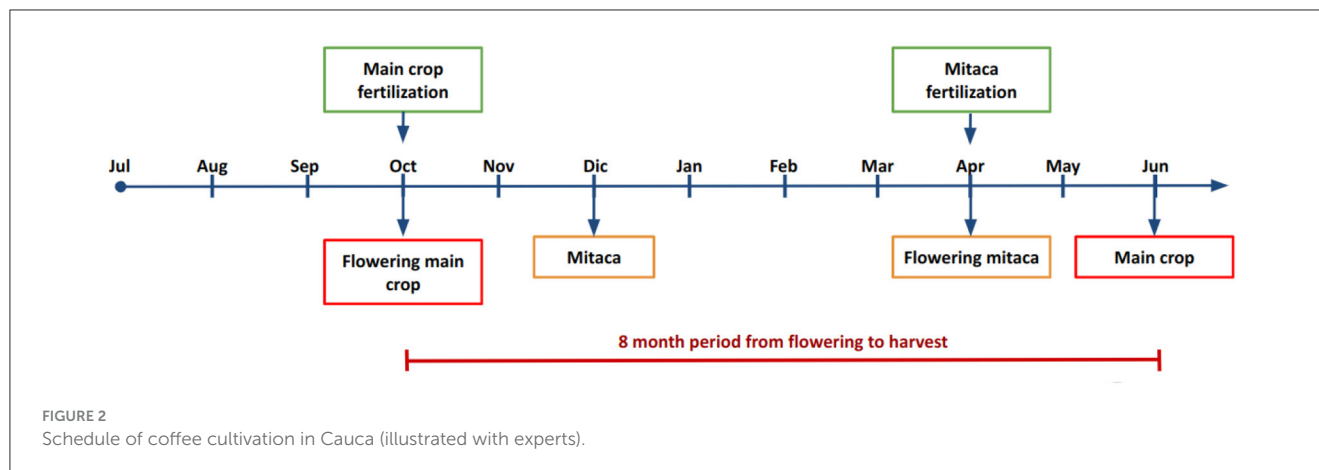 Main crop
fertilization
Mitaca
fertilization
Jul Aug Sep Oct Nov Dic Jan Feb Mar Apr May Jun
Flowering main
crop
Mitaca
Flowering mitaca
Main crop
8 month period from flowering to harvest
FIGURE 2
Schedule of coffee cultivation in Cauca (illustrated with experts).